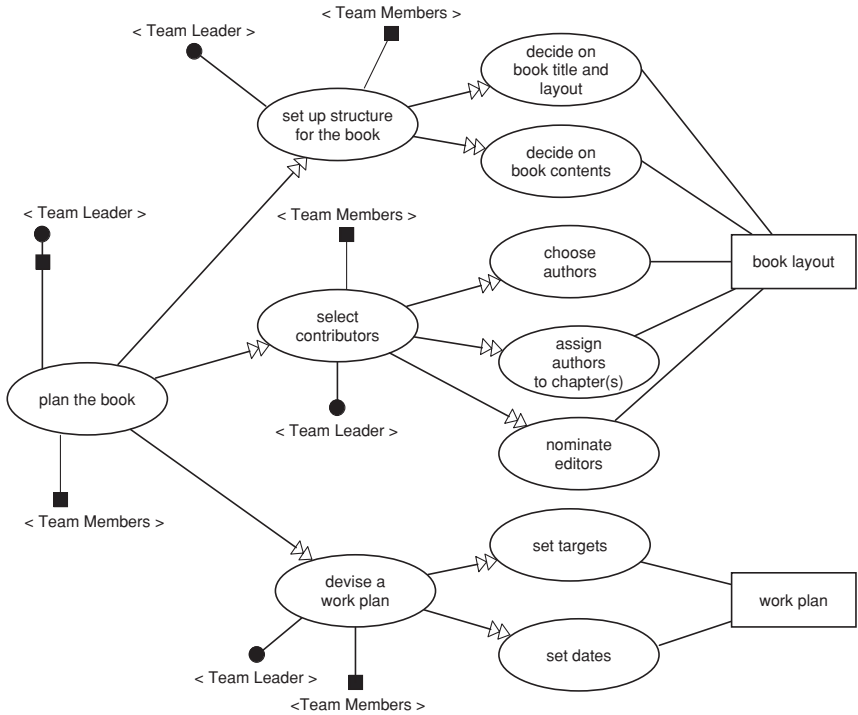 < Team Members >
< Team Leader >
decide on
book title and
layout
set up structure
for the book
decide on
book contents
< Team Leader >
< Team Members >
choose
authors
book layout
select
contributors
assign
authors
to chapter(s)
plan the book
< Team Leader >
nominate
editors
< Team Members >
set targets
devise a
work plan
work plan
set dates
< Team Leader >
<Team Members >